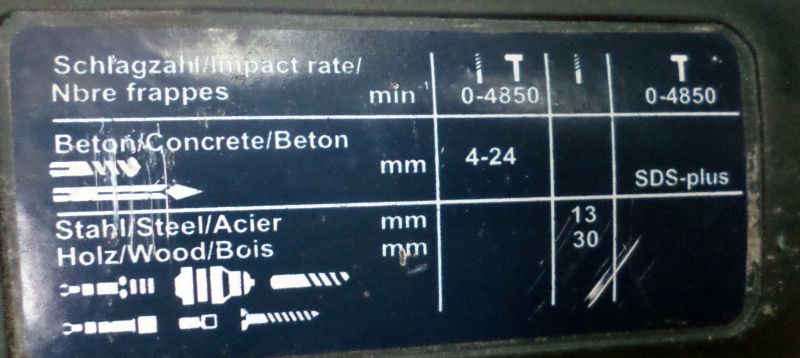 Schlagzahl/Impact rate/
Nbre frappes min⁻¹ 0-4850 0-4850
Beton/Concrete/Beton
mm 4-24 SDS-plus
Stahl/Steel/Acier mm 13
Holz/Wood/Bois mm 30